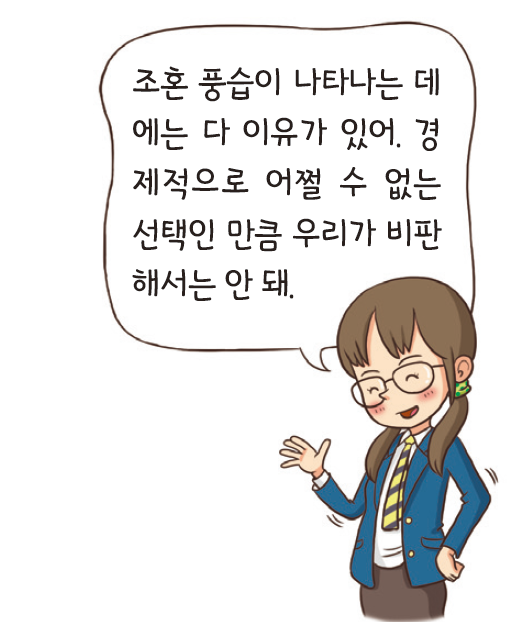 조혼 풍습이 나타나는 데
에는 다 이유가 있어. 경
제적으로 어쩔 수 없는
선택인 만큼 우리가 비판
해서는 안 돼.